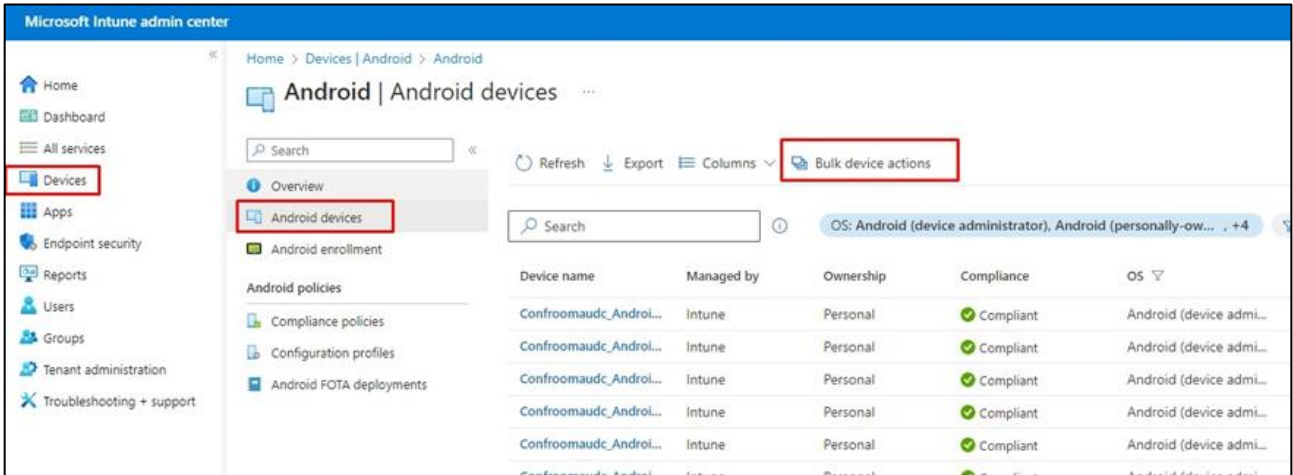 Microsoft Intune admin center
«
Home
Dashboard
All services
Devices
Apps
Endpoint security
Reports
Users
Groups
Tenant administration
Troubleshooting + support
Home > Devices | Android > Android
Android | Android devices ...
Search «
Overview
Android devices
Android enrollment
Android policies
Compliance policies
Configuration profiles
Android FOTA deployments
Refresh Export Columns Bulk device actions
Search OS: Android (device administrator), Android (personally-ow... , +4
Device name Managed by Ownership Compliance OS
Confroomaudc_Androi... Intune Personal Compliant Android (device admi...
Confroomaudc_Androi... Intune Personal Compliant Android (device admi...
Confroomaudc_Androi... Intune Personal Compliant Android (device admi...
Confroomaudc_Androi... Intune Personal Compliant Android (device admi...
Confroomaudc_Androi... Intune Personal Compliant Android (device admi...